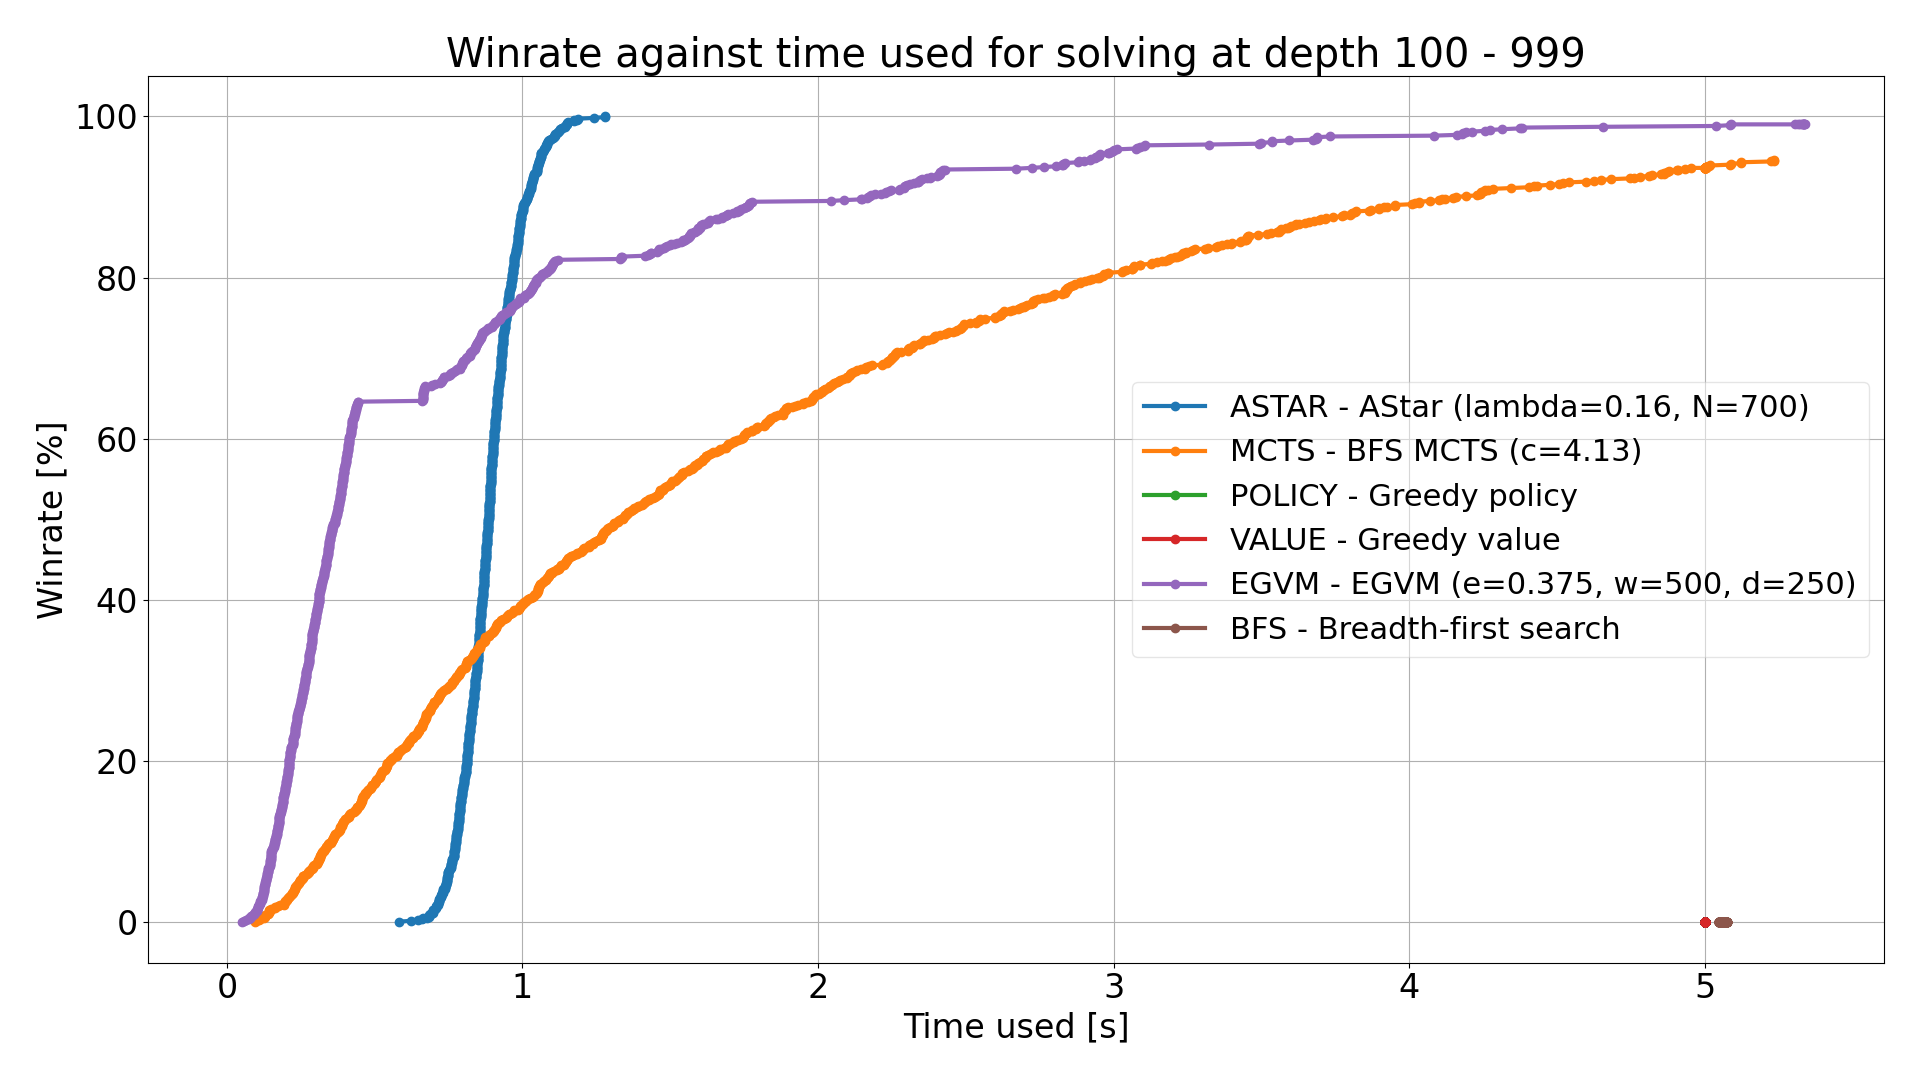 Winrate against time used for solving at depth 100 - 999
Winrate [%]
100
80
60
40
20
0
ASTAR - AStar (lambda=0.16, N=700)
MCTS - BFS MCTS (c=4.13)
POLICY - Greedy policy
VALUE - Greedy value
EGVM - EGVM (e=0.375, w=500, d=250)
BFS - Breadth-first search
0 1 2 3 4 5
Time used [s]